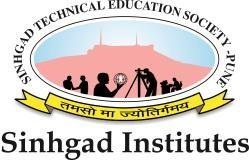 SINHGAD TECHNICAL EDUCATION SOCIETY - PUNE
तमसो मा ज्योतिर्गमय
Sinhgad Institutes